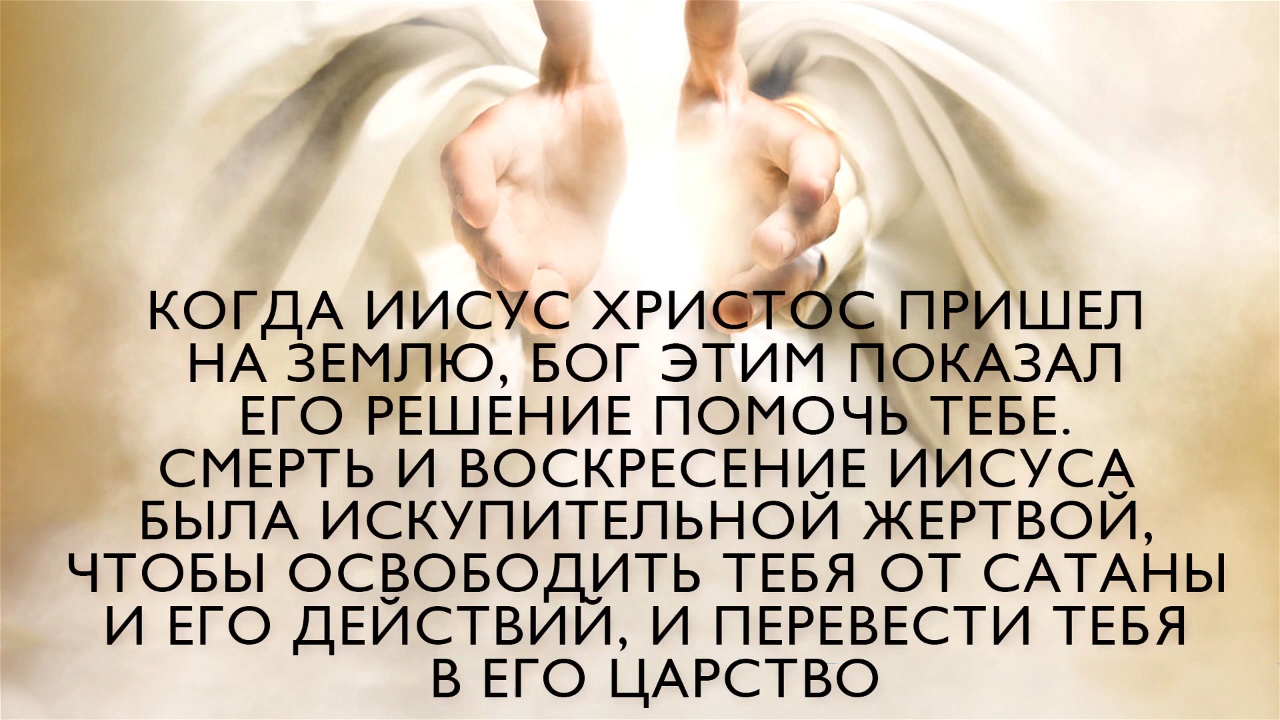 КОГДА ИИСУС ХРИСТОС ПРИШЕЛ
НА ЗЕМЛЮ, БОГ ЭТИМ ПОКАЗАЛ
ЕГО РЕШЕНИЕ ПОМОЧЬ ТЕБЕ.
СМЕРТЬ И ВОСКРЕСЕНИЕ ИИСУСА
БЫЛА ИСКУПИТЕЛЬНОЙ ЖЕРТВОЙ,
ЧТОБЫ ОСВОБОДИТЬ ТЕБЯ ОТ САТАНЫ
И ЕГО ДЕЙСТВИЙ, И ПЕРЕВЕСТИ ТЕБЯ
В ЕГО ЦАРСТВО